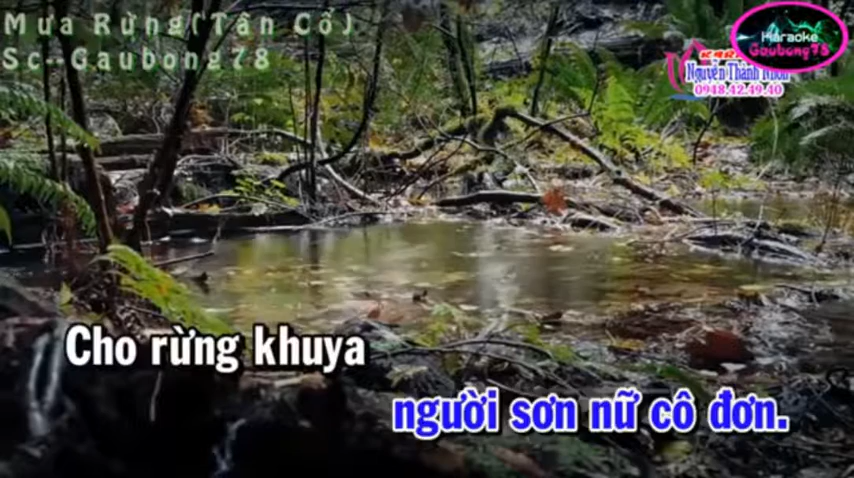 Mưa Rừng(Tân Cổ)
Sc--Gaubong78
Karaoke
Gaubong78
Nguyễn Thành Nhơn
0948.42.49.40
Cho rừng khuya
người sơn nữ cô đơn.